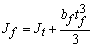 J_f = J_t + \frac{b_f t_f^3}{3}